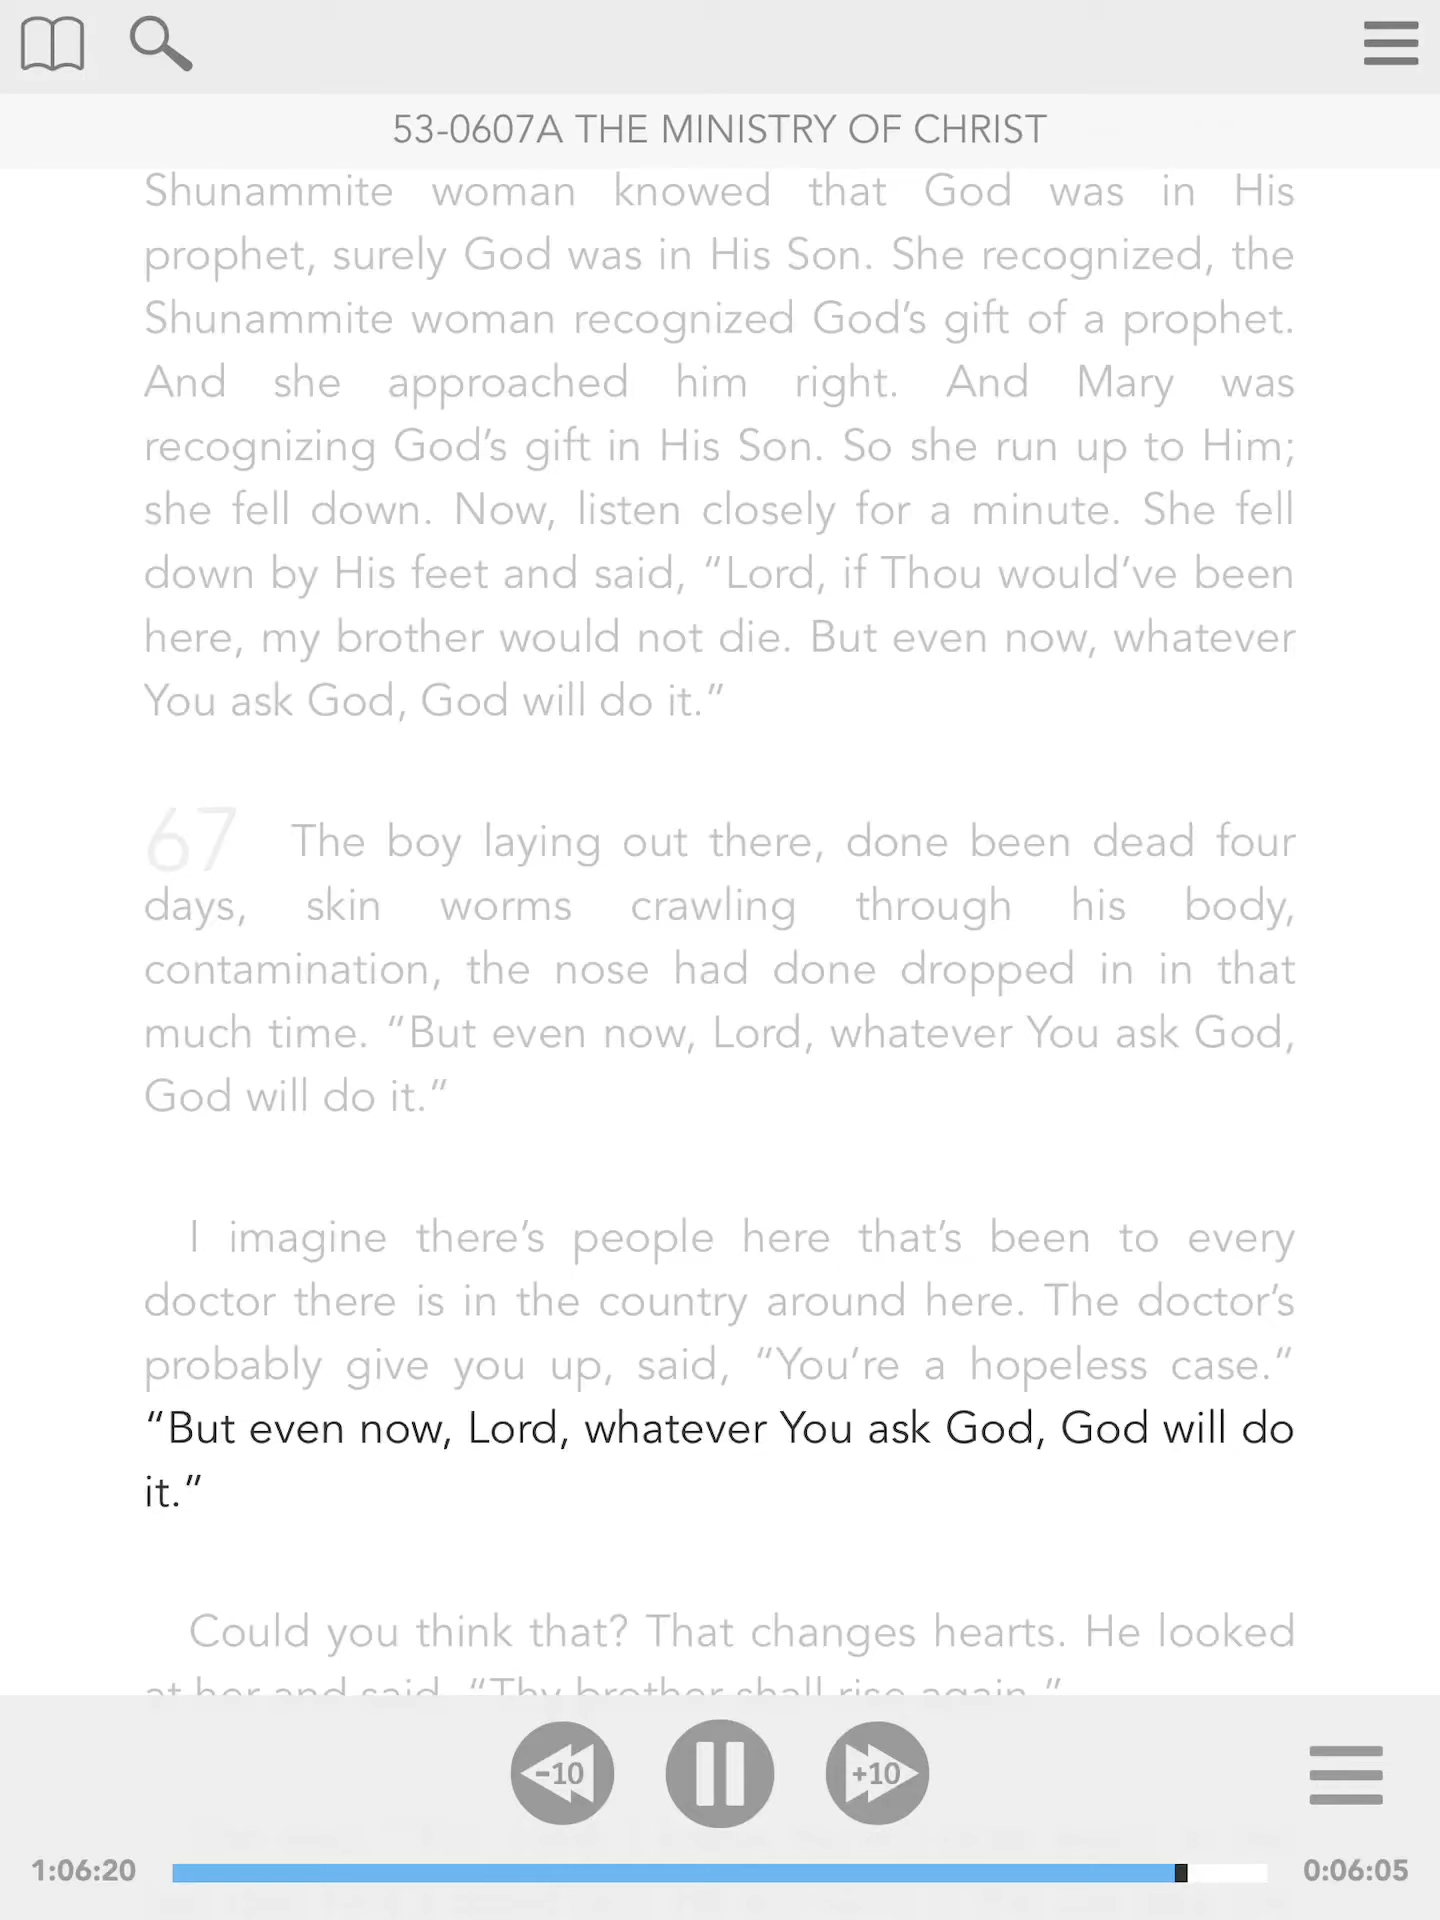 53-0607A THE MINISTRY OF CHRIST
Shunammite woman knowed that God was in His
prophet, surely God was in His Son. She recognized, the
Shunammite woman recognized God’s gift of a prophet.
And she approached him right. And Mary was
recognizing God’s gift in His Son. So she run up to Him;
she fell down. Now, listen closely for a minute. She fell
down by His feet and said, “Lord, if Thou would’ve been
here, my brother would not die. But even now, whatever
You ask God, God will do it.”
67 The boy laying out there, done been dead four
days, skin worms crawling through his body,
contamination, the nose had done dropped in in that
much time. “But even now, Lord, whatever You ask God,
God will do it.”
I imagine there’s people here that’s been to every
doctor there is in the country around here. The doctor’s
probably give you up, said, “You’re a hopeless case.”
“But even now, Lord, whatever You ask God, God will do
it.”
Could you think that? That changes hearts. He looked
at her and said, “Thy brother shall rise again.”
-10 +10
1:06:20 0:06:05